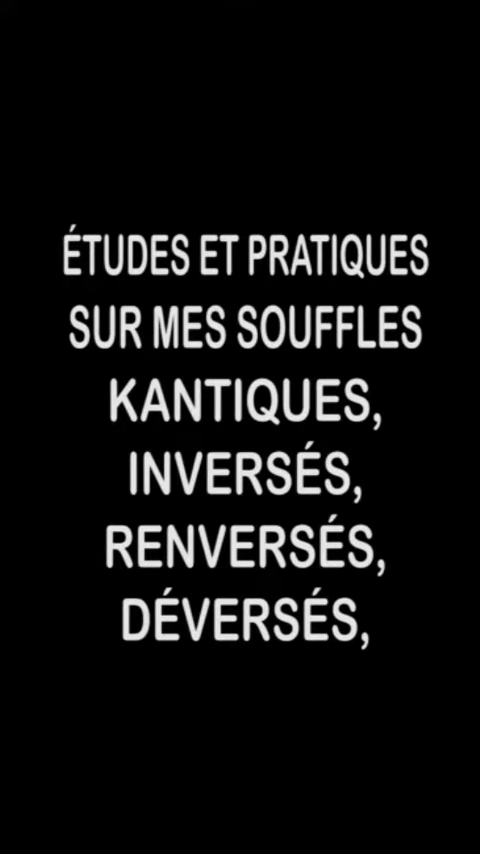 ÉTUDES ET PRATIQUES
SUR MES SOUFFLES
KANTIQUES,
INVERSÉS,
RENVERSÉS,
DÉVERSÉS,